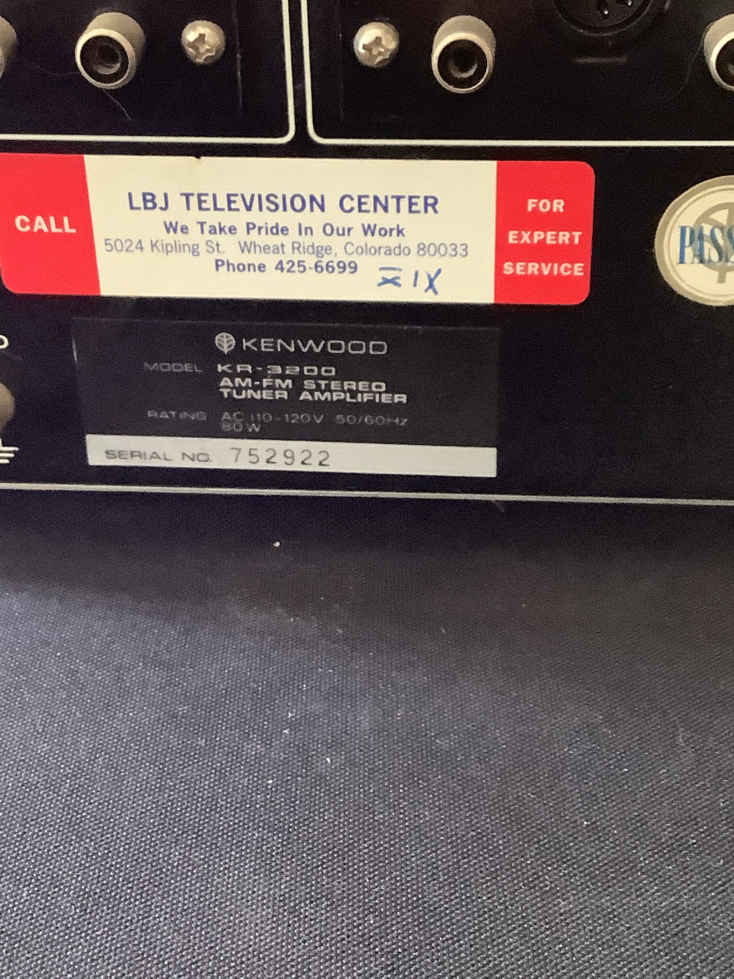 CALL
LBJ TELEVISION CENTER
We Take Pride In Our Work
5024 Kipling St. Wheat Ridge, Colorado 80033
Phone 425-6699
FOR
EXPERT
SERVICE
PASS
KENWOOD
MODEL KR-3200
AM-FM STEREO
TUNER AMPLIFIER
RATING AC 110-120V 50/60Hz
80W
SERIAL NO. 752922